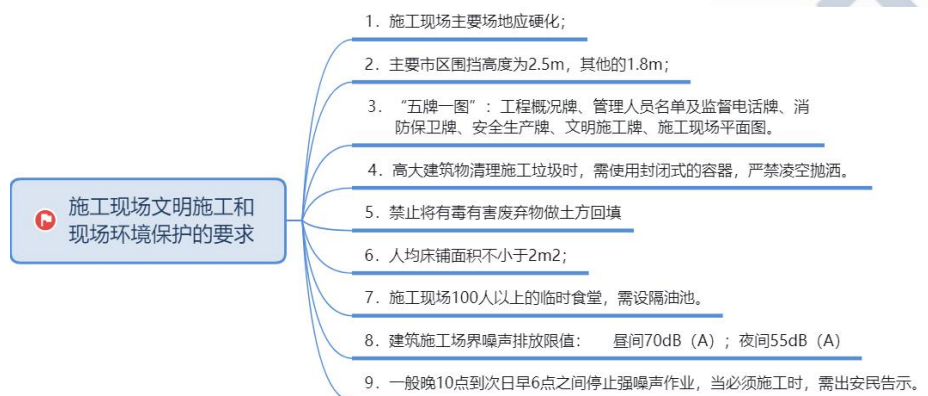 1. 施工现场主要场地应硬化；
2. 主要市区围挡高度为2.5m，其他的1.8m；
3. “五牌一图”：工程概况牌、管理人员名单及监督电话牌、消
防保卫牌、安全生产牌、文明施工牌、施工现场平面图。
4. 高大建筑物清理施工垃圾时，需使用封闭式的容器，严禁凌空抛洒。
施工现场文明施工和
现场环境保护的要求
5. 禁止将有毒有害废弃物做土方回填
6. 人均床铺面积不小于2m2；
7. 施工现场100人以上的临时食堂，需设隔油池。
8. 建筑施工场界噪声排放限值： 昼间70dB（A）；夜间55dB（A）
9. 一般晚10点到次日早6点之间停止强噪声作业，当必须施工时，需出安民告示。